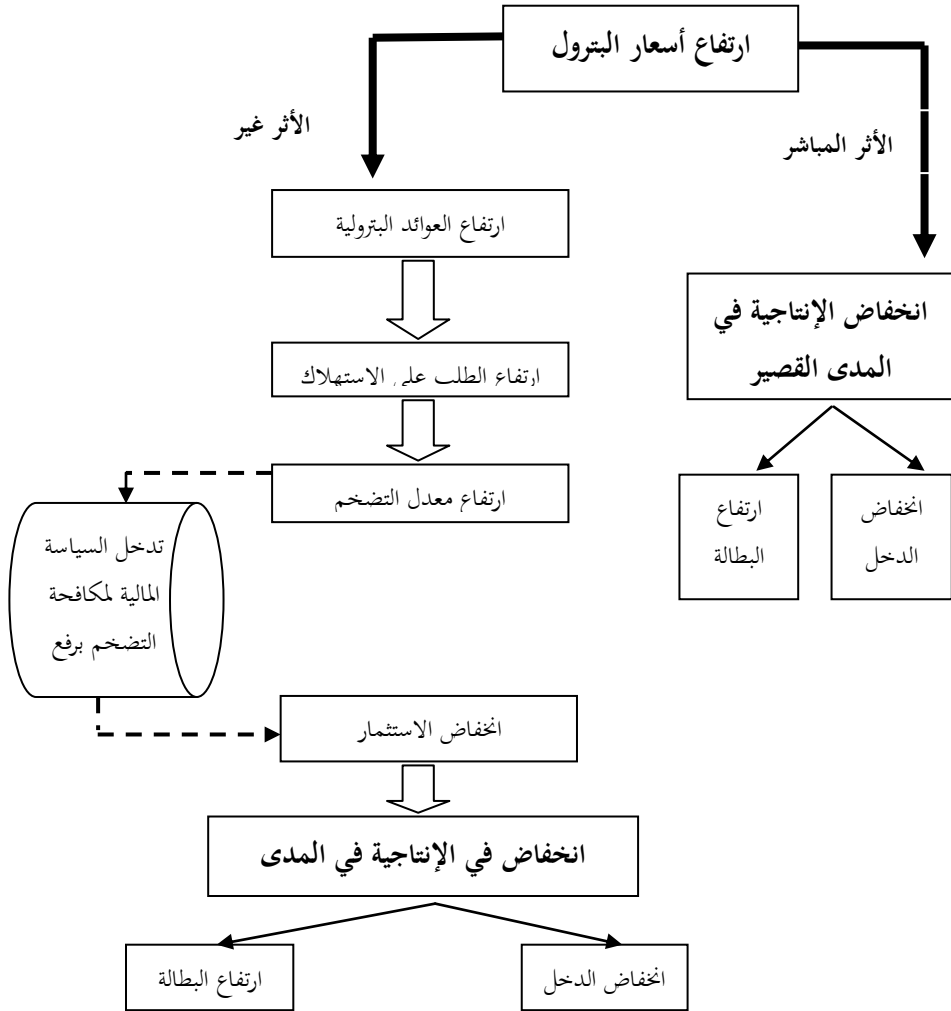 ارتفاع أسعار البترول
الأثر المباشر
الأثر غير
ارتفاع العوائد البترولية
انخفاض الإنتاجية في
المدى القصير
ارتفاع الطلب على الاستهلاك
ارتفاع معدل التضخم
انخفاض
الدخل
ارتفاع
البطالة
تدخل السياسة
المالية لمكافحة
التضخم برفع
انخفاض الاستثمار
انخفاض في الإنتاجية في المدى
انخفاض الدخل
ارتفاع البطالة